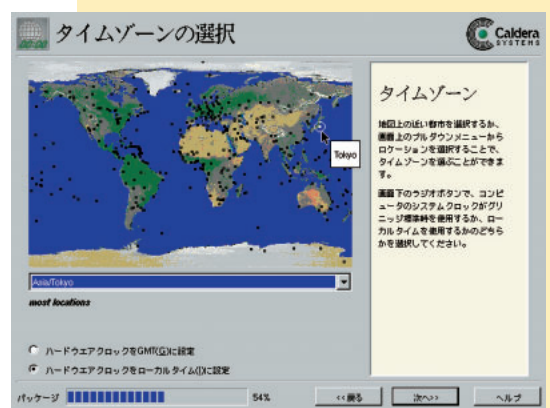 タイムゾーンの選択
Caldera
SYSTEMS
00:00
Tokyo
Asia/Tokyo
most locations
ハードウエアクロックをGMT(G)に設定
ハードウエアクロックをローカルタイム(l)に設定
タイムゾーン
地図上の近い都市を選択するか、
画面上のプルダウンメニューから
ロケーションを選択することで、
タイムゾーンを選ぶことができま
す。
画面下のラジオボタンで、コンピ
ュータのシステムクロックがグリ
ニッジ標準時を使用するか、ロー
カルタイムを使用するかのどちら
かを選択してください。
パッケージ 54% <<戻る 次へ>> ヘルプ